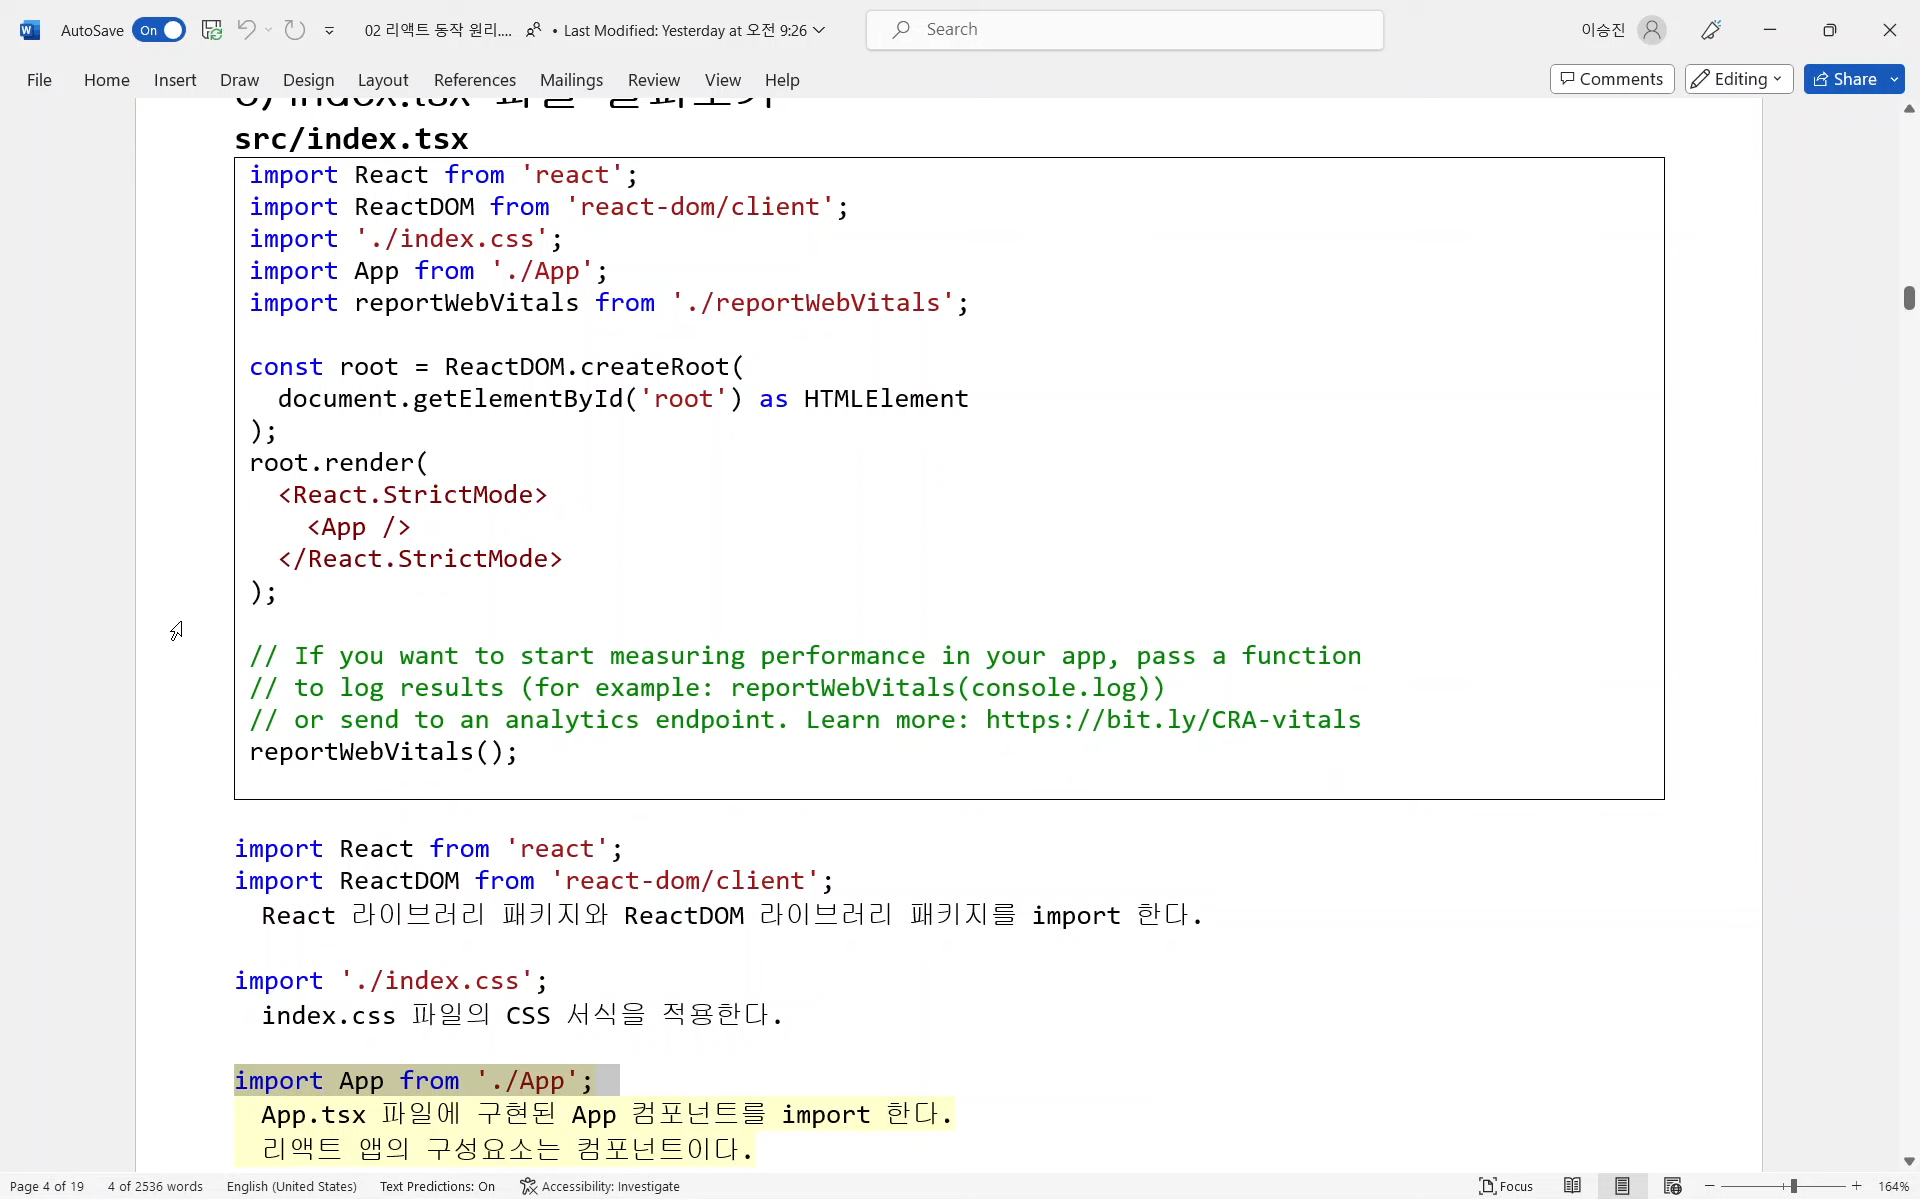 AutoSave On 02 리액트 동작 원리.... • Last Modified: Yesterday at 오전 9:26 Search 이승진
File Home Insert Draw Design Layout References Mailings Review View Help Comments Editing Share
src/index.tsx
import React from 'react';
import ReactDOM from 'react-dom/client';
import './index.css';
import App from './App';
import reportWebVitals from './reportWebVitals';
const root = ReactDOM.createRoot(
document.getElementById('root') as HTMLElement
);
root.render(
<React.StrictMode>
<App />
</React.StrictMode>
);
// If you want to start measuring performance in your app, pass a function
// to log results (for example: reportWebVitals(console.log))
// or send to an analytics endpoint. Learn more: https://bit.ly/CRA-vitals
reportWebVitals();
import React from 'react';
import ReactDOM from 'react-dom/client';
React 라이브러리 패키지와 ReactDOM 라이브러리 패키지를 import 한다.
import './index.css';
index.css 파일의 CSS 서식을 적용한다.
import App from './App';
App.tsx 파일에 구현된 App 컴포넌트를 import 한다.
리액트 앱의 구성요소는 컴포넌트이다.
Page 4 of 19 4 of 2536 words English (United States) Text Predictions: On Accessibility: Investigate Focus 164%